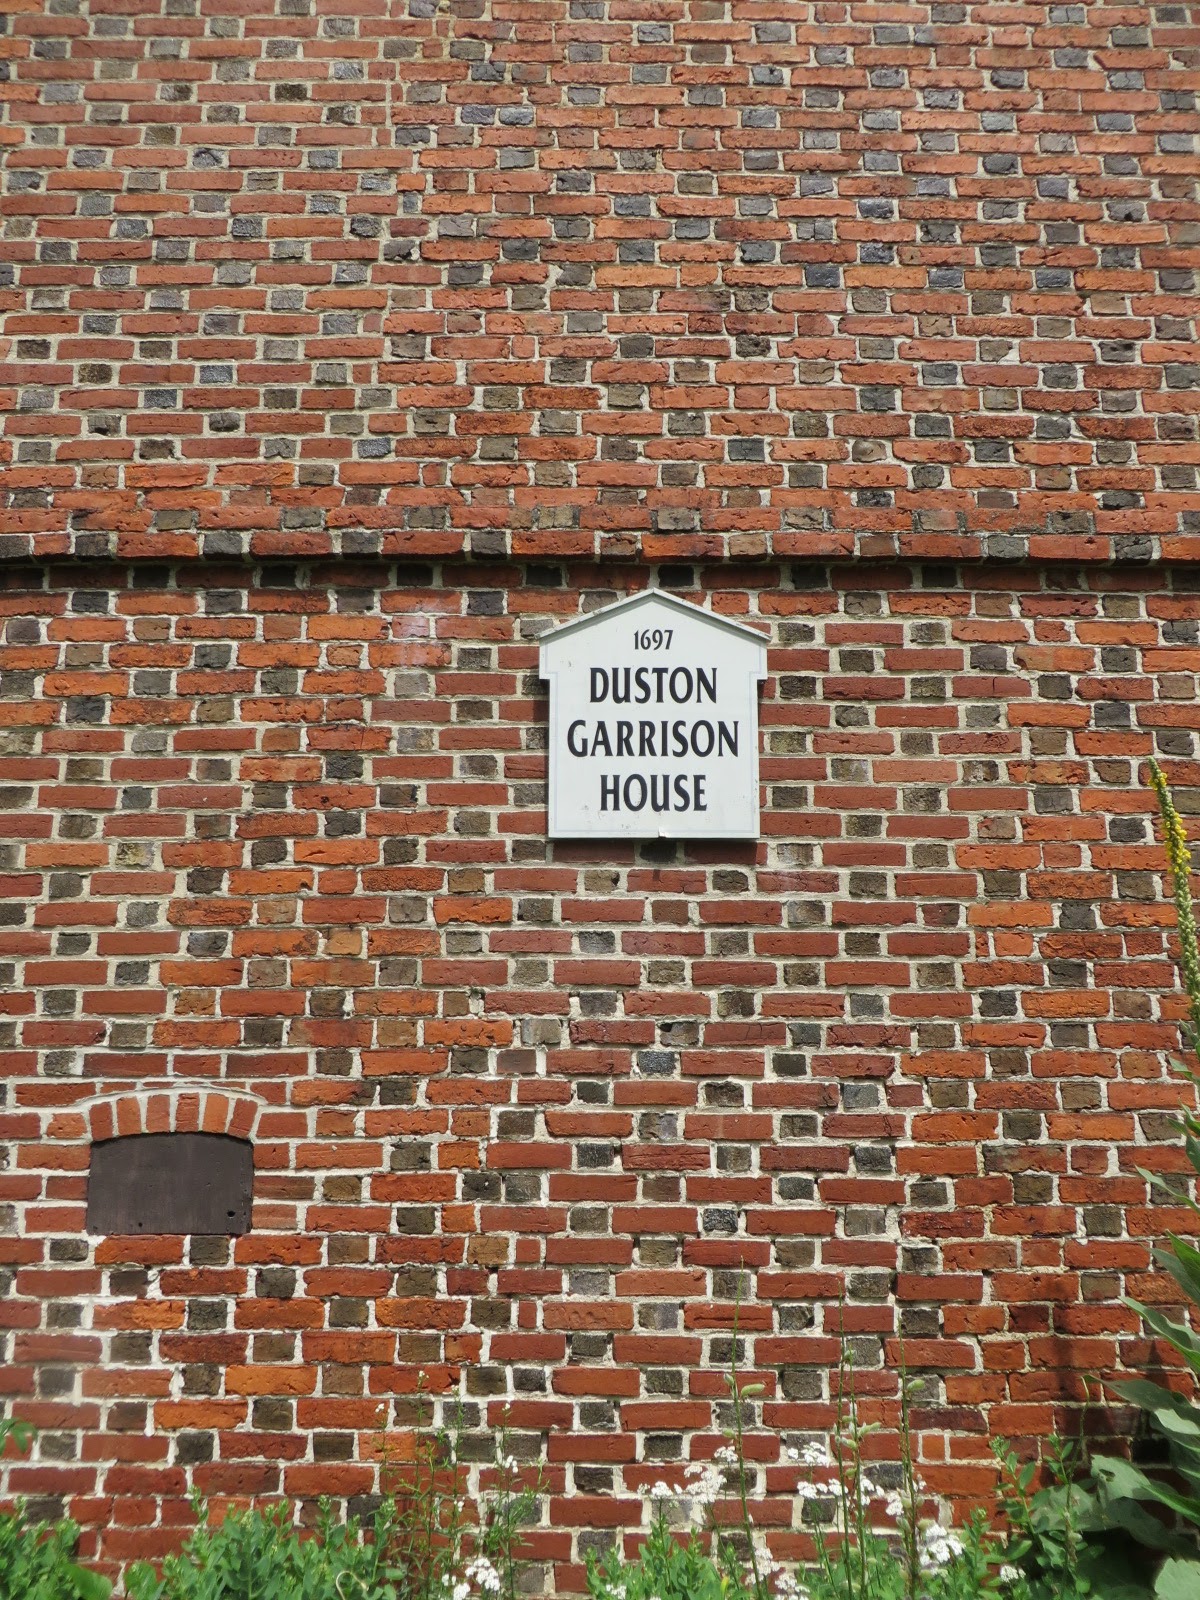 1697
DUSTON
GARRISON
HOUSE